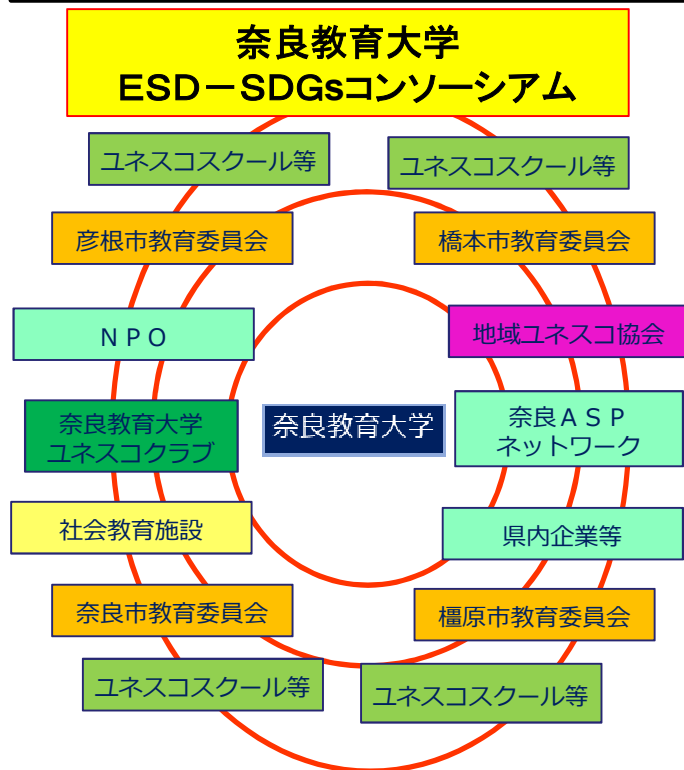 奈良教育大学
ESD－SDGsコンソーシアム
ユネスコスクール等
ユネスコスクール等
彦根市教育委員会
橋本市教育委員会
ＮＰＯ
地域ユネスコ協会
奈良教育大学
ユネスコクラブ
奈良教育大学
奈良ＡＳＰ
ネットワーク
社会教育施設
県内企業等
奈良市教育委員会
橿原市教育委員会
ユネスコスクール等
ユネスコスクール等